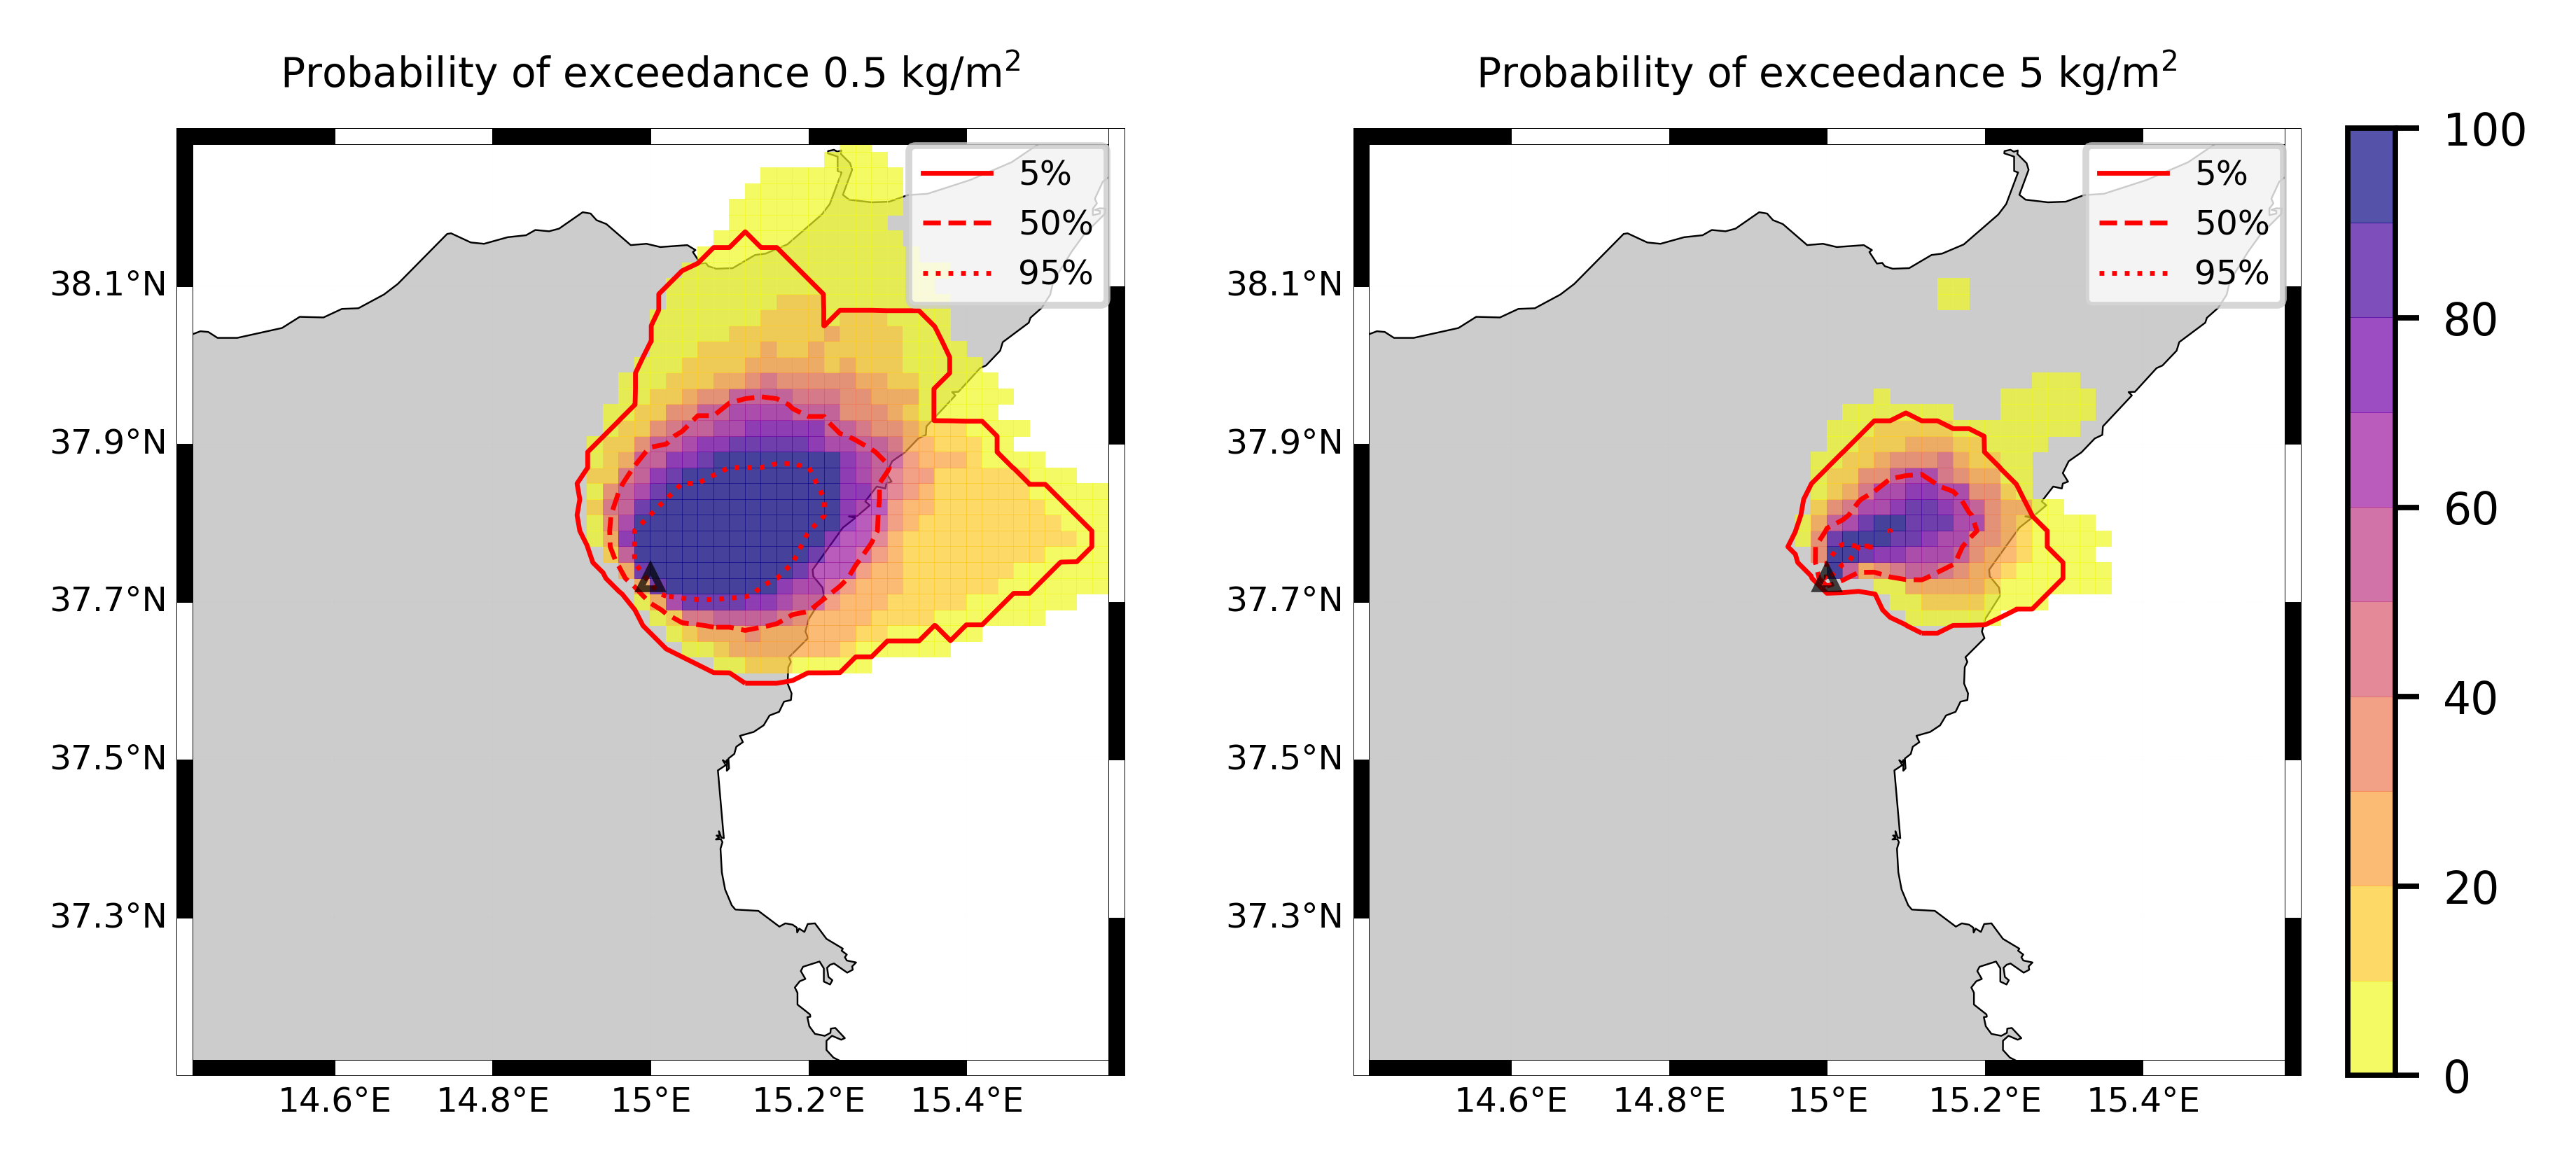 Probability of exceedance 0.5 kg/m²
5%
50%
95%
38.1°N
37.9°N
37.7°N
37.5°N
37.3°N
14.6°E 14.8°E 15°E 15.2°E 15.4°E
Probability of exceedance 5 kg/m²
5%
50%
95%
38.1°N
37.9°N
37.7°N
37.5°N
37.3°N
14.6°E 14.8°E 15°E 15.2°E 15.4°E
100
80
60
40
20
0